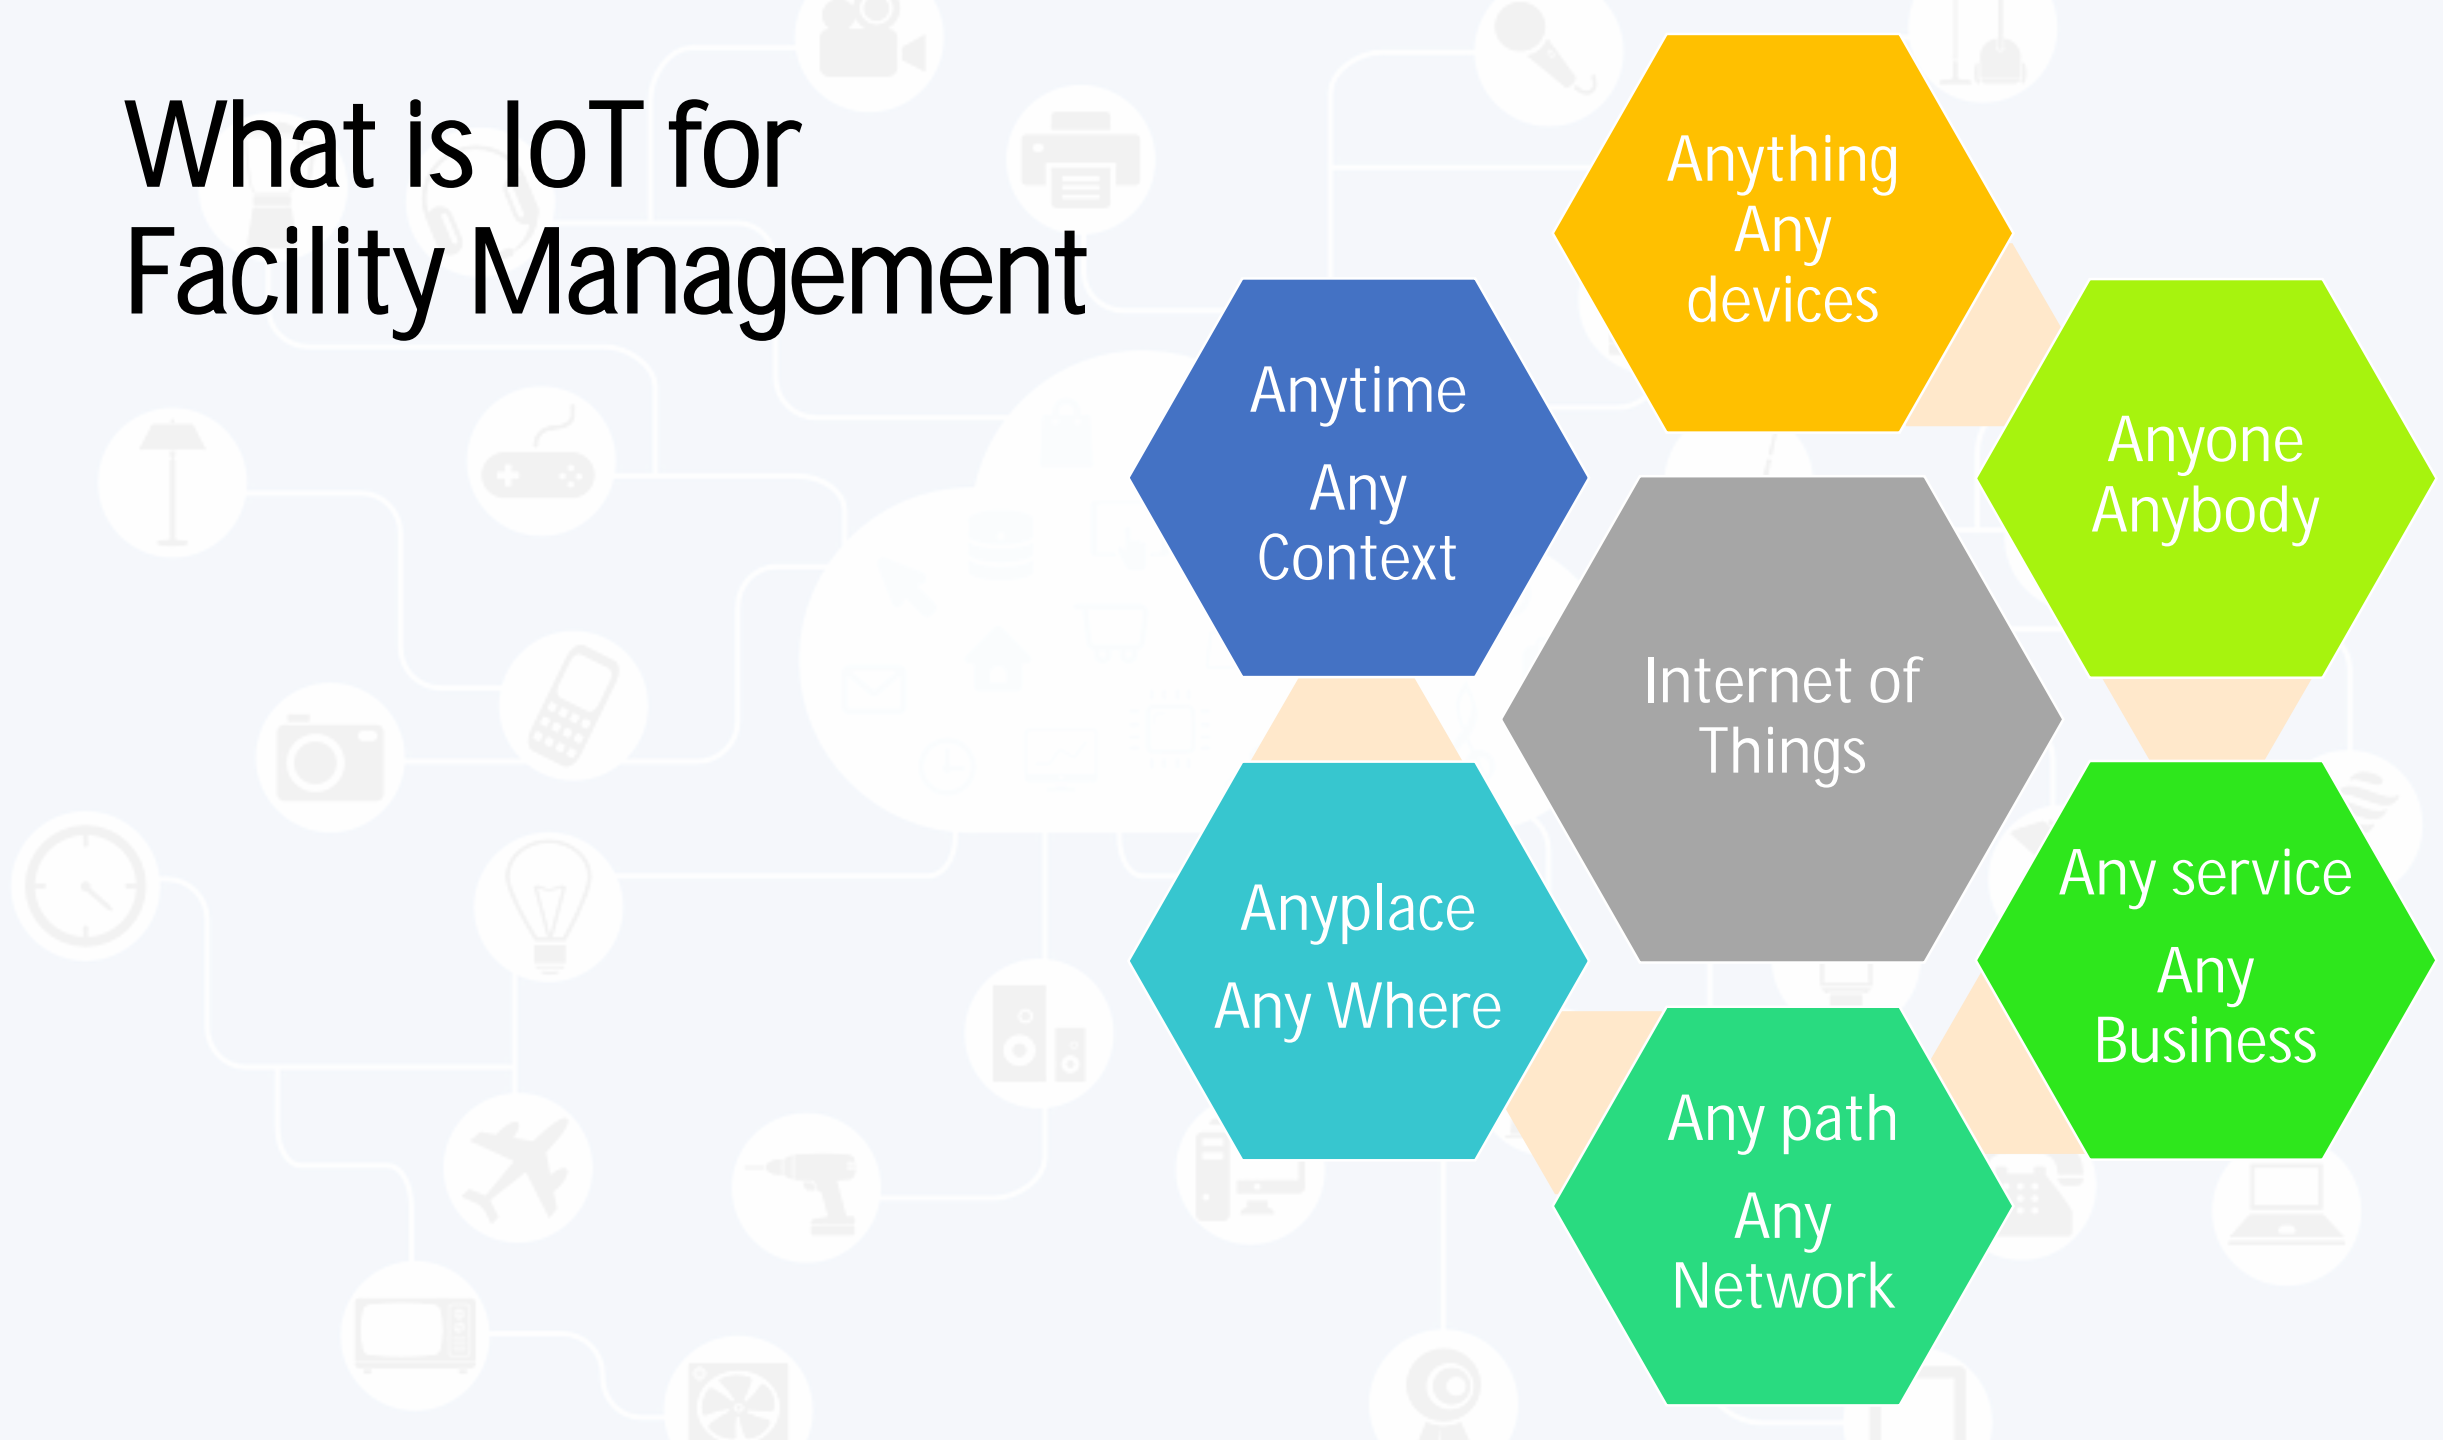 What is IoT for
Facility Management
Anything
Any
devices
Anyone
Anybody
Any service
Any
Business
Any path
Any
Network
Anyplace
Any Where
Anytime
Any
Context
Internet of
Things